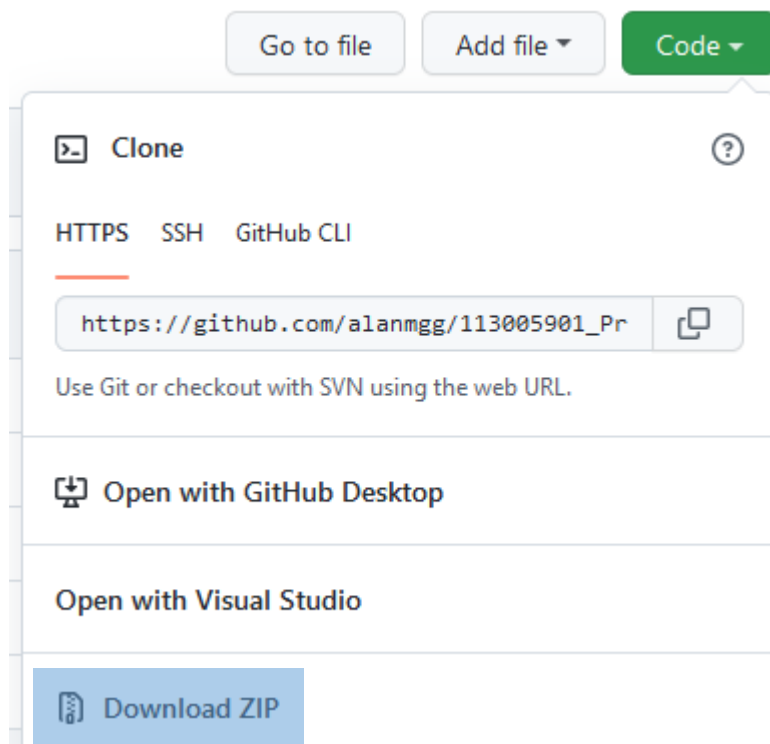 Go to file Add file Code
Clone
HTTPS SSH GitHub CLI
https://github.com/alanmgg/113005901_Pr
Use Git or checkout with SVN using the web URL.
Open with GitHub Desktop
Open with Visual Studio
Download ZIP